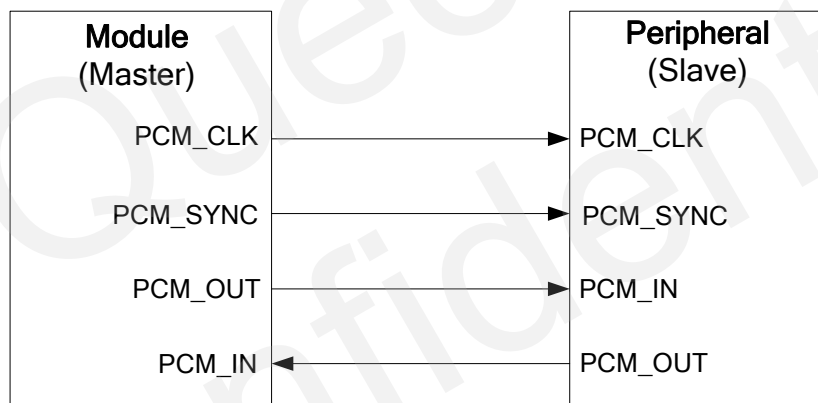 Module
(Master)
Peripheral
(Slave)
PCM_CLK
PCM_CLK
PCM_SYNC
PCM_SYNC
PCM_OUT
PCM_IN
PCM_IN
PCM_OUT